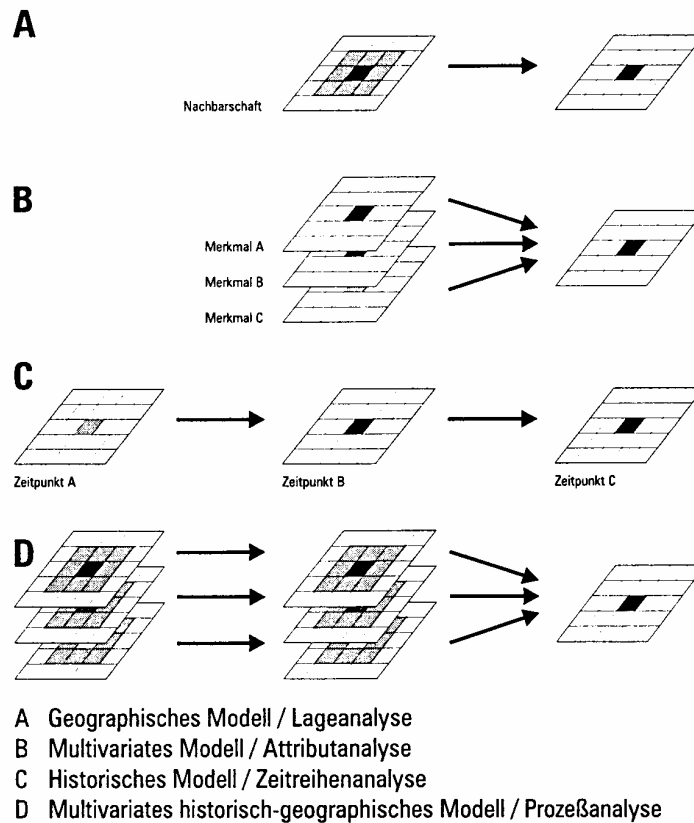 A
Nachbarschaft
B
Merkmal A
Merkmal B
Merkmal C
C
Zeitpunkt A
Zeitpunkt B
Zeitpunkt C
D
A Geographisches Modell / Lageanalyse
B Multivariates Modell / Attributanalyse
C Historisches Modell / Zeitreihenanalyse
D Multivariates historisch-geographisches Modell / Prozeßanalyse